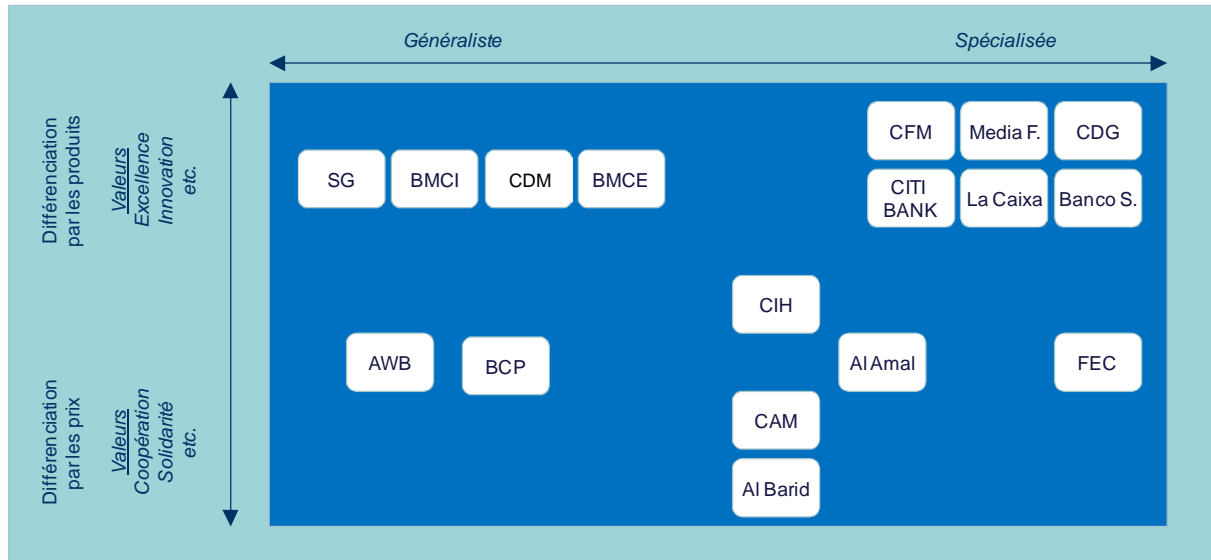 Généraliste
Spécialisée
Différenciation
par les produits
Valeurs
Excellence
Innovation
etc.
Différenciation
par les prix
Valeurs
Coopération
Solidarité
etc.
CFM
Media F.
CDG
SG
BMCI
CDM
BMCE
CITI
BANK
La Caixa
Banco S.
CIH
AWB
BCP
Al Amal
FEC
CAM
Al Barid